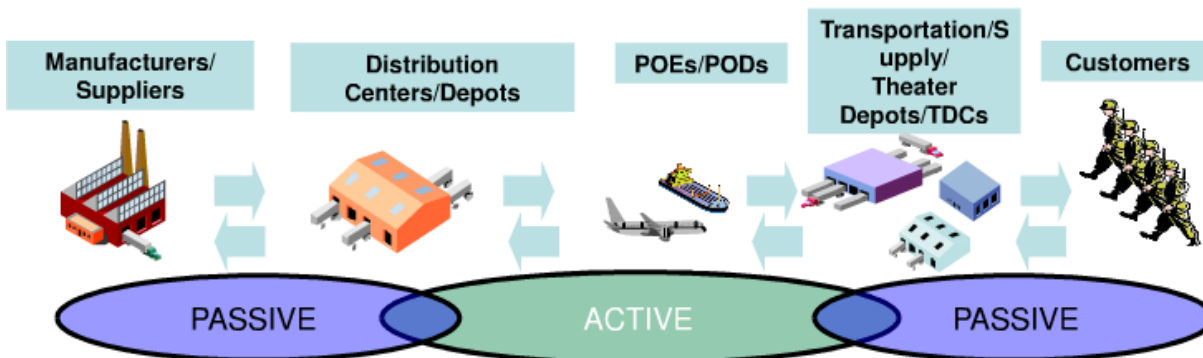 Manufacturers/
Suppliers
Distribution
Centers/Depots
POEs/PODs
Transportation/S
upply/
Theater
Depots/TDCs
Customers
PASSIVE
ACTIVE
PASSIVE